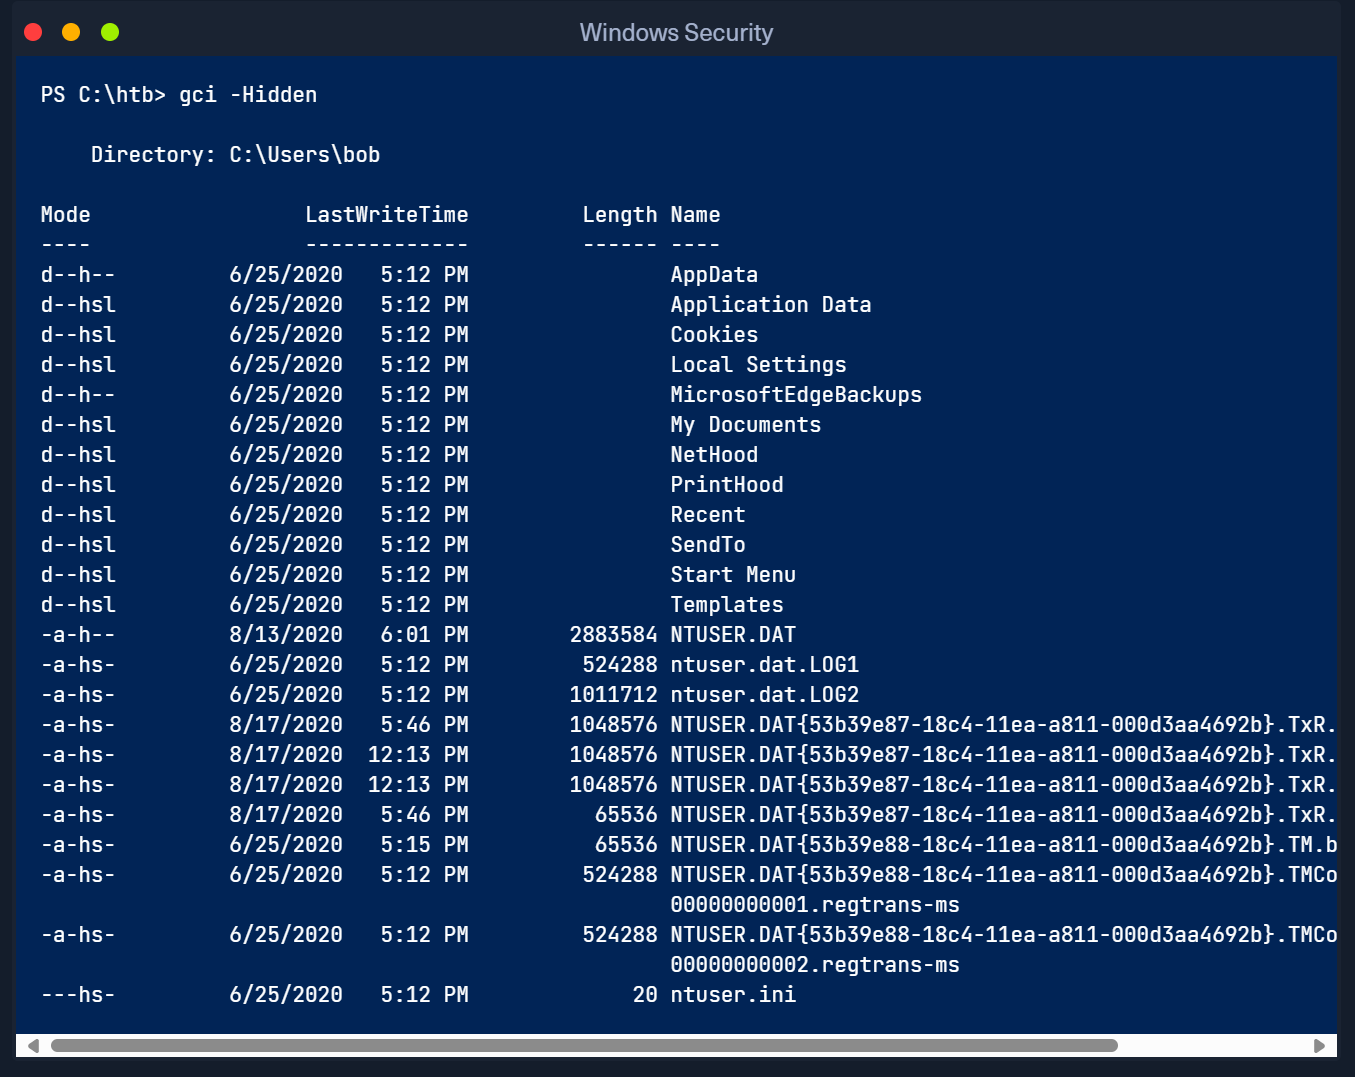 Windows Security
PS C:\htb> gci -Hidden
Directory: C:\Users\bob
Mode LastWriteTime Length Name
---- ------------- ------ ----
d--h-- 6/25/2020 5:12 PM AppData
d--hsl 6/25/2020 5:12 PM Application Data
d--hsl 6/25/2020 5:12 PM Cookies
d--hsl 6/25/2020 5:12 PM Local Settings
d--h-- 6/25/2020 5:12 PM MicrosoftEdgeBackups
d--hsl 6/25/2020 5:12 PM My Documents
d--hsl 6/25/2020 5:12 PM NetHood
d--hsl 6/25/2020 5:12 PM PrintHood
d--hsl 6/25/2020 5:12 PM Recent
d--hsl 6/25/2020 5:12 PM SendTo
d--hsl 6/25/2020 5:12 PM Start Menu
d--hsl 6/25/2020 5:12 PM Templates
-a-h-- 8/13/2020 6:01 PM 2883584 NTUSER.DAT
-a-hs- 6/25/2020 5:12 PM 524288 ntuser.dat.LOG1
-a-hs- 6/25/2020 5:12 PM 1011712 ntuser.dat.LOG2
-a-hs- 8/17/2020 5:46 PM 1048576 NTUSER.DAT{53b39e87-18c4-11ea-a811-000d3aa4692b}.TxR.
-a-hs- 8/17/2020 12:13 PM 1048576 NTUSER.DAT{53b39e87-18c4-11ea-a811-000d3aa4692b}.TxR.
-a-hs- 8/17/2020 12:13 PM 1048576 NTUSER.DAT{53b39e87-18c4-11ea-a811-000d3aa4692b}.TxR.
-a-hs- 8/17/2020 5:46 PM 65536 NTUSER.DAT{53b39e87-18c4-11ea-a811-000d3aa4692b}.TxR.
-a-hs- 6/25/2020 5:15 PM 65536 NTUSER.DAT{53b39e88-18c4-11ea-a811-000d3aa4692b}.TM.b
-a-hs- 6/25/2020 5:12 PM 524288 NTUSER.DAT{53b39e88-18c4-11ea-a811-000d3aa4692b}.TMCo
00000000001.regtrans-ms
-a-hs- 6/25/2020 5:12 PM 524288 NTUSER.DAT{53b39e88-18c4-11ea-a811-000d3aa4692b}.TMCo
00000000002.regtrans-ms
---hs- 6/25/2020 5:12 PM 20 ntuser.ini